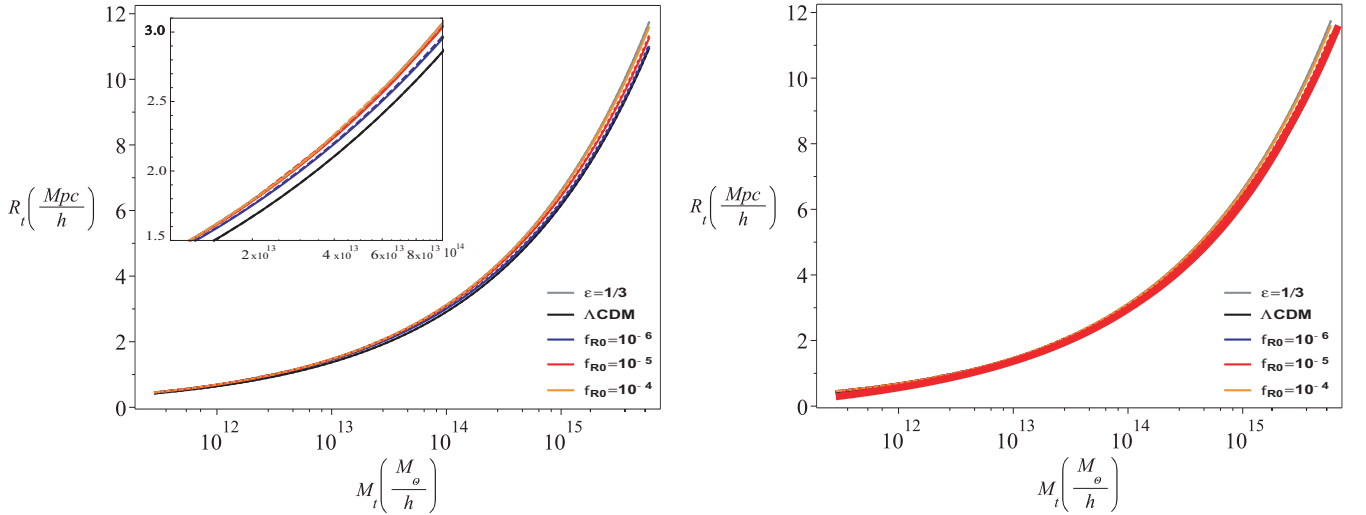 12
10
8
6
4
2
0
R_t(Mpc/h)
3.0
2.5
2.0
1.5
2x10^13
4x10^13
6x10^13
8x10^13
10^14
ε=1/3
ΛCDM
f_R0=10^-6
f_R0=10^-5
f_R0=10^-4
10^12
10^13
10^14
10^15
M_t(M_⊙/h)
12
10
8
6
4
2
0
R_t(Mpc/h)
ε=1/3
ΛCDM
f_R0=10^-6
f_R0=10^-5
f_R0=10^-4
10^12
10^13
10^14
10^15
M_t(M_⊙/h)